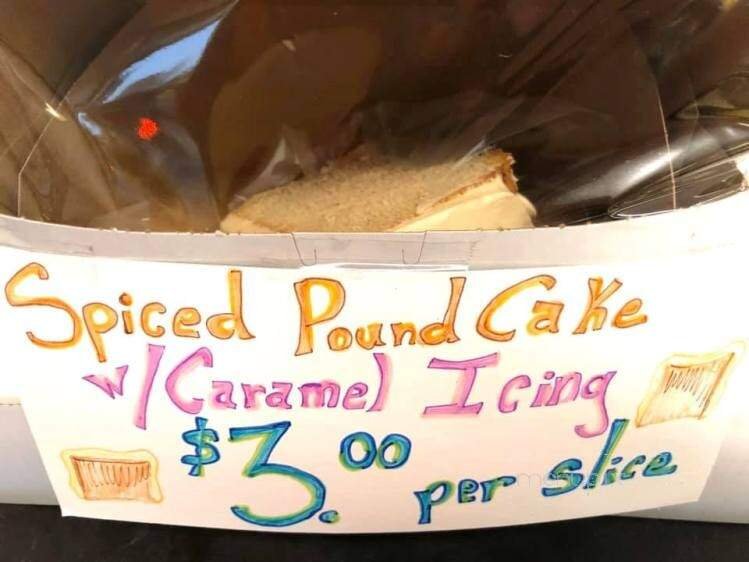 Spiced Pound Cake
w/Caramel Icing
$3.00
per slice